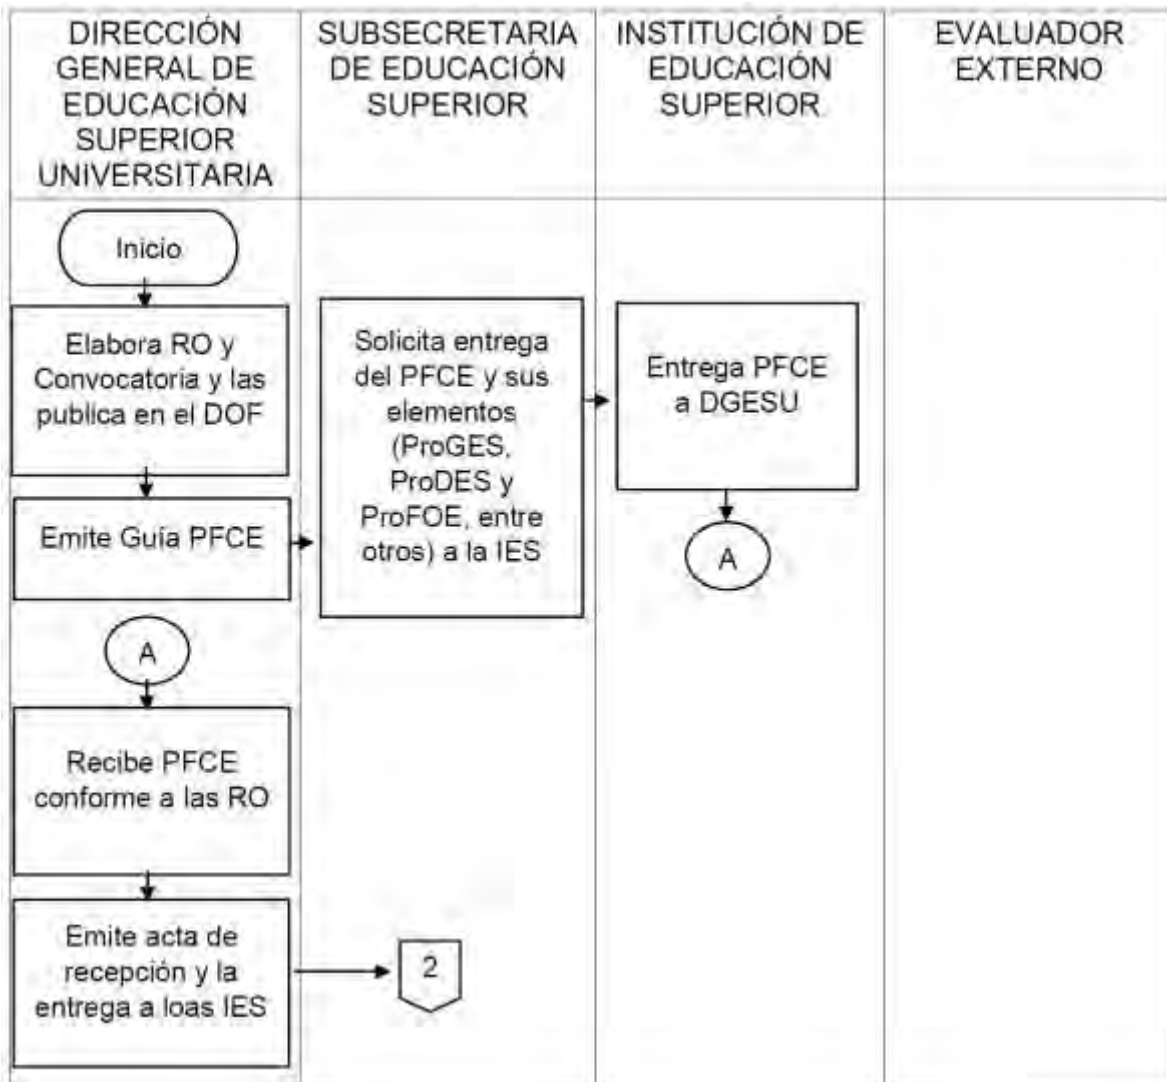 DIRECCIÓN
GENERAL DE
EDUCACIÓN
SUPERIOR
UNIVERSITARIA
SUBSECRETARIA
DE EDUCACIÓN
SUPERIOR
INSTITUCIÓN DE
EDUCACIÓN
SUPERIOR
EVALUADOR
EXTERNO
Inicio
Elabora RO y
Convocatoria y las
publica en el DOF
Emite Guía PFCE
Solicita entrega
del PFCE y sus
elementos
(ProGES,
ProDES y
ProFOE, entre
otros) a la IES
Entrega PFCE
a DGESU
A
A
Recibe PFCE
conforme a las RO
Emite acta de
recepción y la
entrega a loas IES
2